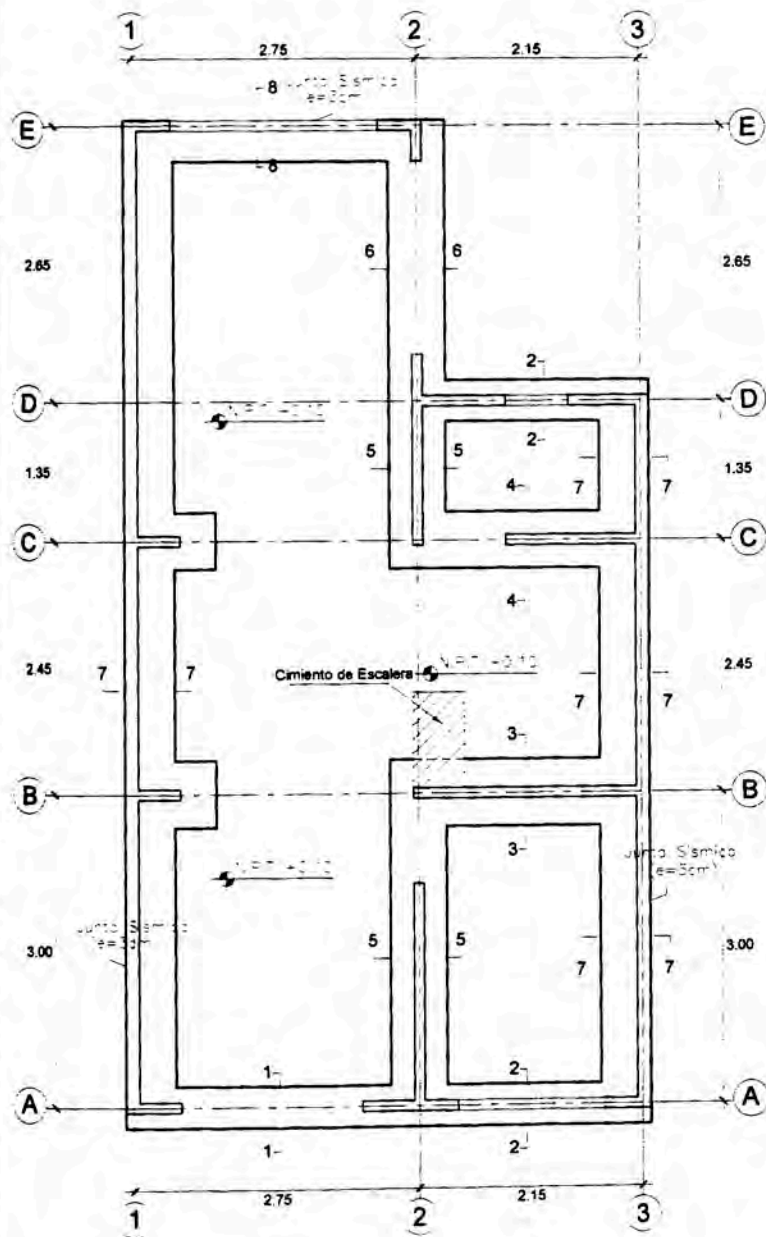 1 2 3
2.75 2.15
8
E E
8
2.65 6 6 2.65
2
D D
1.35 5 5 2 7 7 1.35
4
C C
4
2.45 7 7 Cimiento de Escalera 7 7 2.45
3
B B
3
Junta Sísmica
(e=3cm)
3.00 5 5 7 7 3.00
1 2
A A
1 2
2.75 2.15
1 2 3